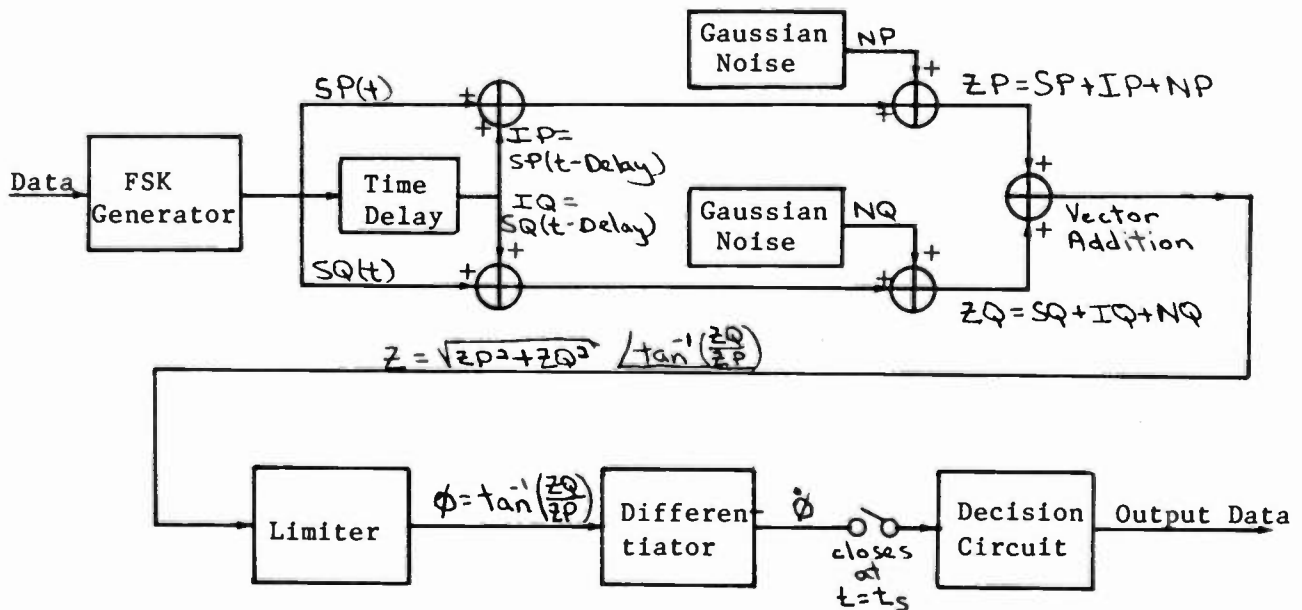 Gaussian
Noise
NP
+
ZP=SP+IP+NP
SP(t)
+
+
+
IP=
SP(t-Delay)
Data
FSK
Generator
Time
Delay
IQ=
SQ(t-Delay)
Gaussian
Noise
NQ
+
+
Vector
Addition
SQ(t)
+
+
+
+
ZQ=SQ+IQ+NQ
Z=√ZP²+ZQ² ∠tan⁻¹(ZQ/ZP)
Limiter
φ=tan⁻¹(ZQ/ZP)
Differen-
tiator
φ̇
closes
at
t=ts
Decision
Circuit
Output Data